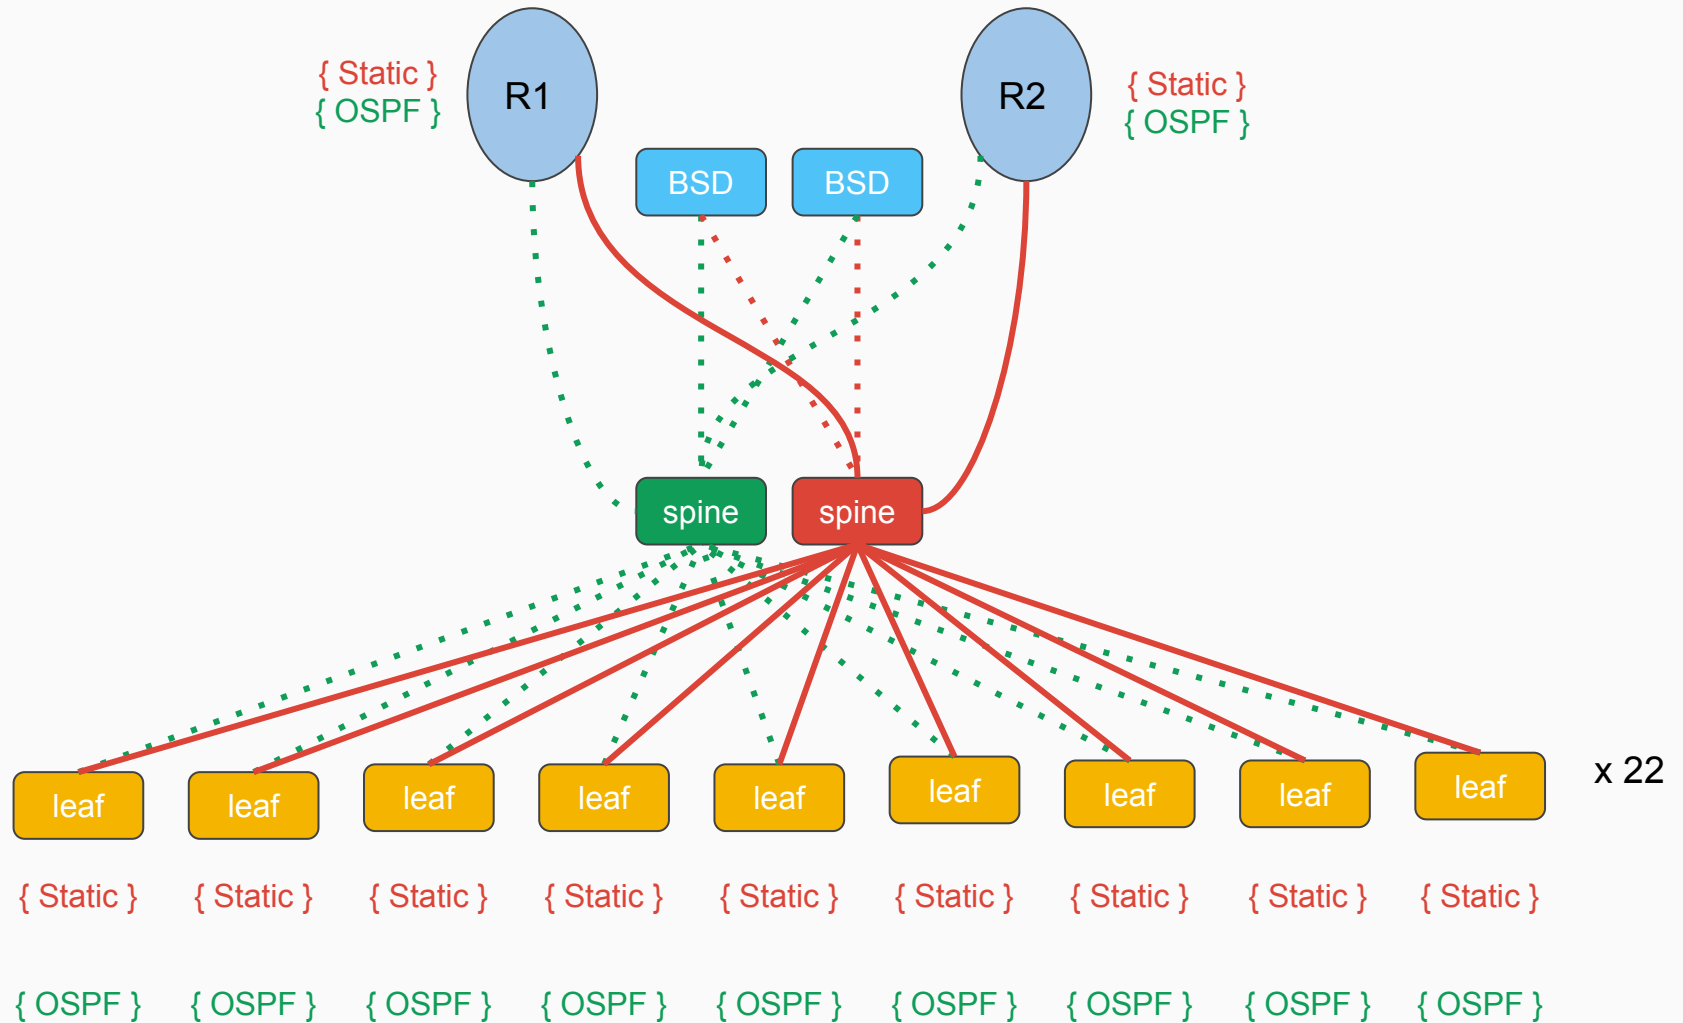 R1
R2
{ Static }
{ OSPF }
{ Static }
{ OSPF }
BSD
BSD
spine
spine
leaf
leaf
leaf
leaf
leaf
leaf
leaf
leaf
leaf
x 22
{ Static }
{ Static }
{ Static }
{ Static }
{ Static }
{ Static }
{ Static }
{ Static }
{ Static }
{ OSPF }
{ OSPF }
{ OSPF }
{ OSPF }
{ OSPF }
{ OSPF }
{ OSPF }
{ OSPF }
{ OSPF }